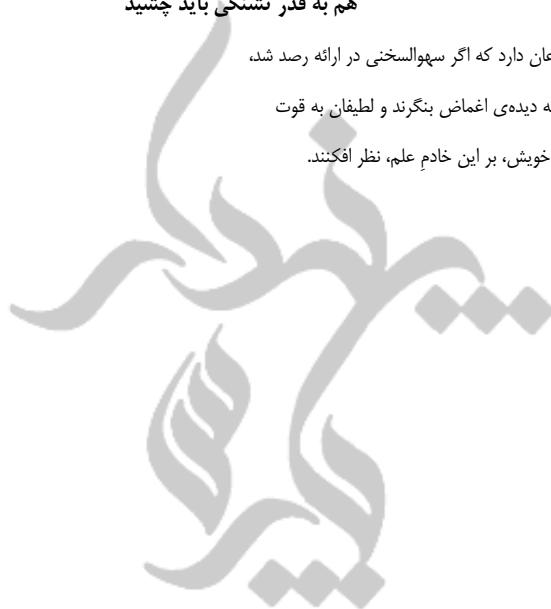 هم به قدر تشنگی باید چشید
عان دارد که اگر سهوالسخنی در ارائه رصد شد،
ه دیده‌ی اغماض بنگرند و لطیفان به قوت
خویش، بر این خادمِ علم، نظر افکنند.